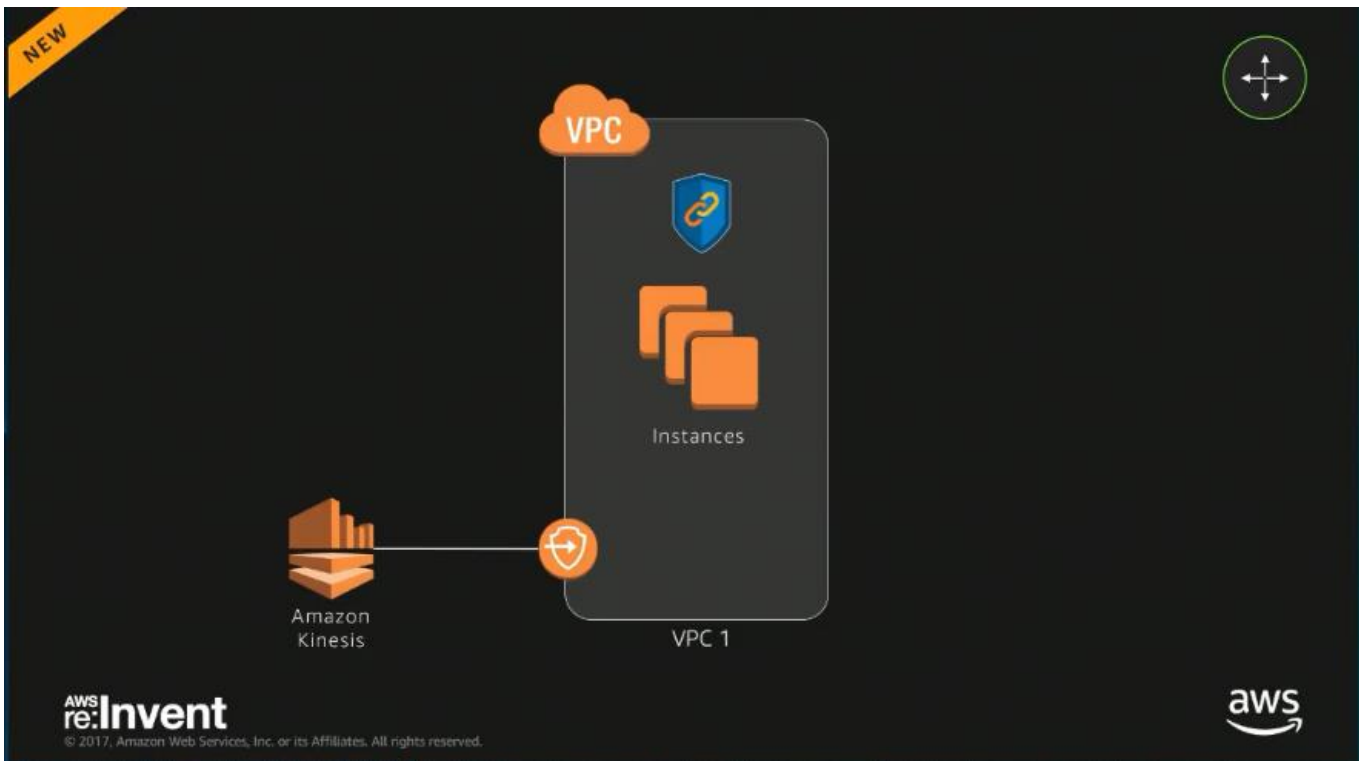 NEW
VPC
Instances
Amazon
Kinesis
VPC 1
AWS
re:Invent
© 2017, Amazon Web Services, Inc. or its Affiliates. All rights reserved.
aws